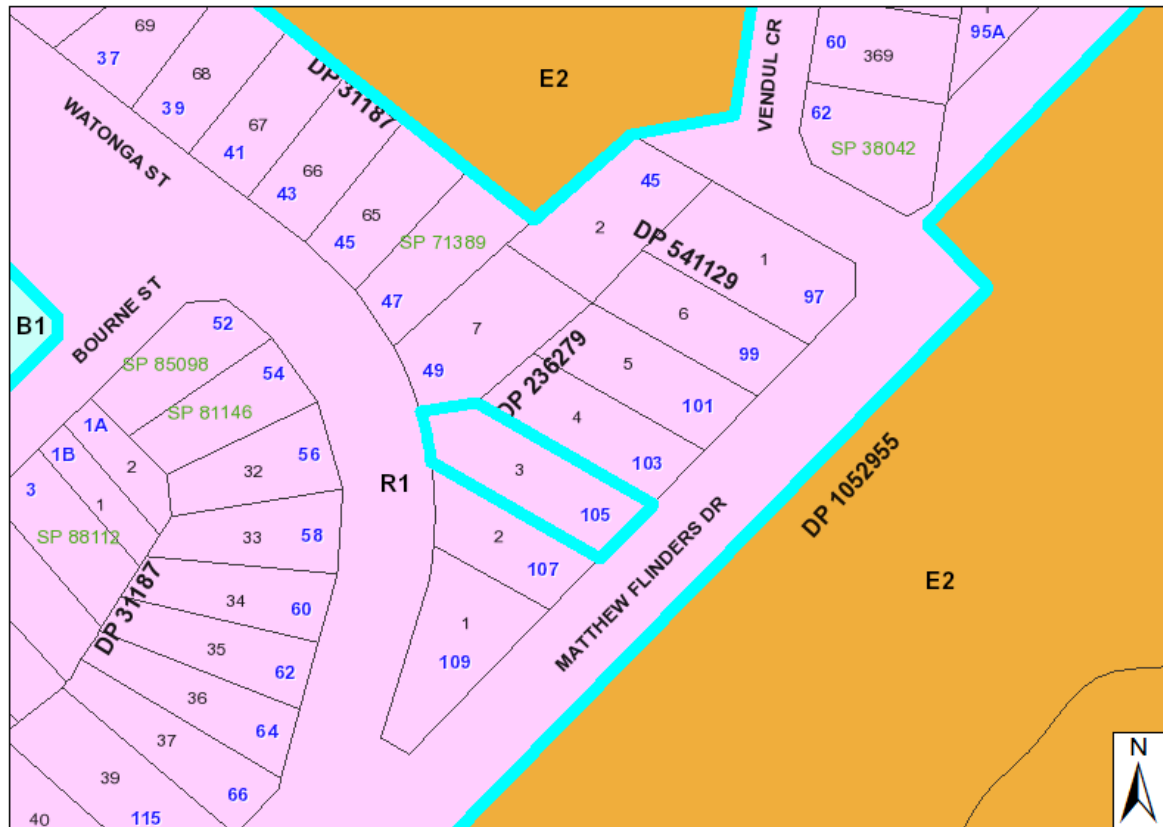 69
37
68
39
67
41
66
43
65
45
DP 31187
E2
WATONGA ST
SP 71389
47
7
49
VENDUL CR
60
369
95A
62
SP 38042
45
2
DP 541129
1
97
6
99
DP 236279
5
101
4
103
3
105
2
107
1
109
B1
BOURNE ST
52
SP 85098
54
SP 81146
1A
2
1B
1
3
SP 88112
32
56
R1
33
58
34
60
DP 31187
35
62
36
64
37
66
39
115
40
MATTHEW FLINDERS DR
DP 1052955
E2
N